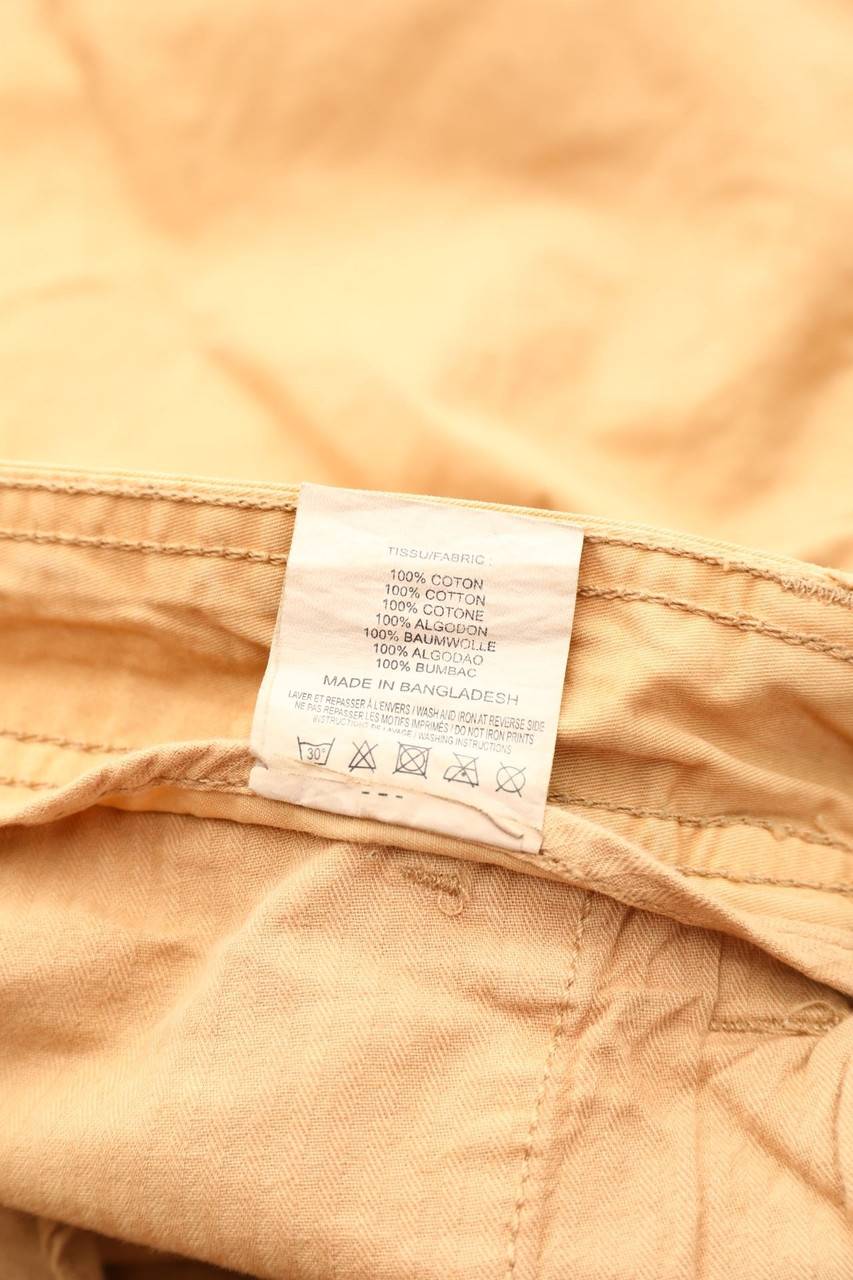 TISSU/FABRIC :
100% COTON
100% COTTON
100% COTONE
100% ALGODON
100% BAUMWOLLE
100% ALGODAO
100% BUMBAC
MADE IN BANGLADESH
LAVER ET REPASSER À L'ENVERS / WASH AND IRON AT REVERSE SIDE
NE PAS REPASSER LES MOTIFS IMPRIMÉS / DO NOT IRON PRINTS
INSTRUCTIONS DE LAVAGE / WASHING INSTRUCTIONS
30°